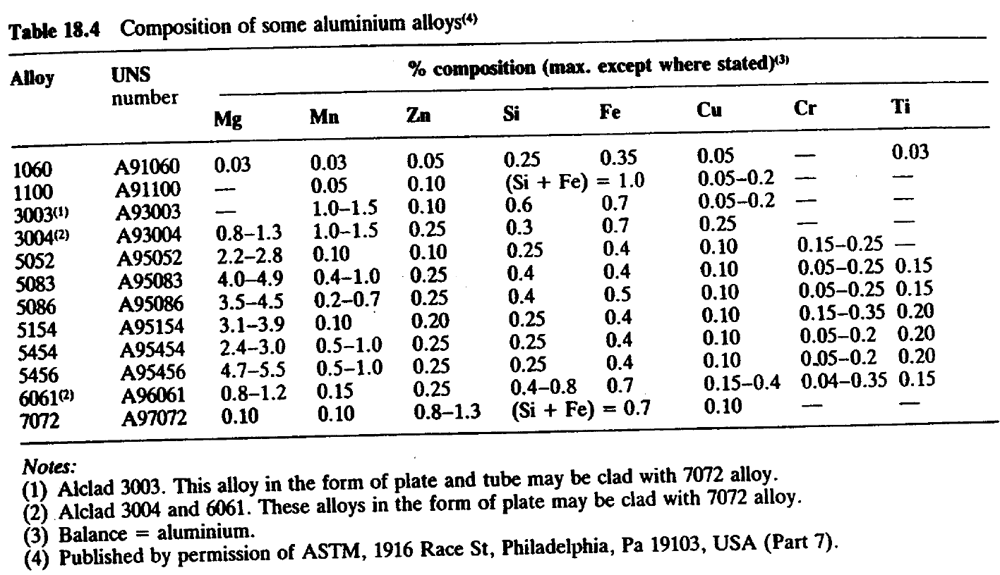 Table 18.4 Composition of some aluminium alloys(4)
Alloy UNS number % composition (max. except where stated)(3)
Mg Mn Zn Si Fe Cu Cr Ti
1060 A91060 0.03 0.03 0.05 0.25 0.35 0.05 — 0.03
1100 A91100 — 0.05 0.10 (Si + Fe) = 1.0 0.05–0.2 — —
3003(1) A93003 — 1.0–1.5 0.10 0.6 0.7 0.05–0.2 — —
3004(2) A93004 0.8–1.3 1.0–1.5 0.25 0.3 0.7 0.25 — —
5052 A95052 2.2–2.8 0.10 0.10 0.25 0.4 0.10 0.15–0.25 —
5083 A95083 4.0–4.9 0.4–1.0 0.25 0.4 0.4 0.10 0.05–0.25 0.15
5086 A95086 3.5–4.5 0.2–0.7 0.25 0.4 0.5 0.10 0.05–0.25 0.15
5154 A95154 3.1–3.9 0.10 0.20 0.25 0.4 0.10 0.15–0.35 0.20
5454 A95454 2.4–3.0 0.5–1.0 0.25 0.25 0.4 0.10 0.05–0.2 0.20
5456 A95456 4.7–5.5 0.5–1.0 0.25 0.25 0.4 0.10 0.05–0.2 0.20
6061(2) A96061 0.8–1.2 0.15 0.25 0.4–0.8 0.7 0.15–0.4 0.04–0.35 0.15
7072 A97072 0.10 0.10 0.8–1.3 (Si + Fe) = 0.7 0.10 — —
Notes:
(1) Alclad 3003. This alloy in the form of plate and tube may be clad with 7072 alloy.
(2) Alclad 3004 and 6061. These alloys in the form of plate may be clad with 7072 alloy.
(3) Balance = aluminium.
(4) Published by permission of ASTM, 1916 Race St, Philadelphia, Pa 19103, USA (Part 7).